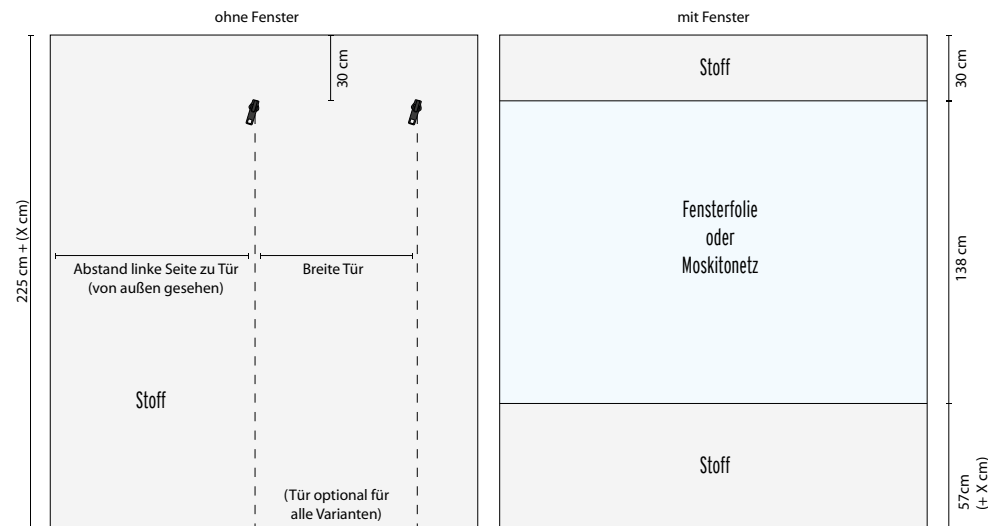 ohne Fenster
30 cm
225 cm + (X cm)
Abstand linke Seite zu Tür
(von außen gesehen)
Breite Tür
Stoff
(Tür optional für
alle Varianten)
mit Fenster
Stoff
30 cm
Fensterfolie
oder
Moskitonetz
138 cm
Stoff
57cm
(+ X cm)